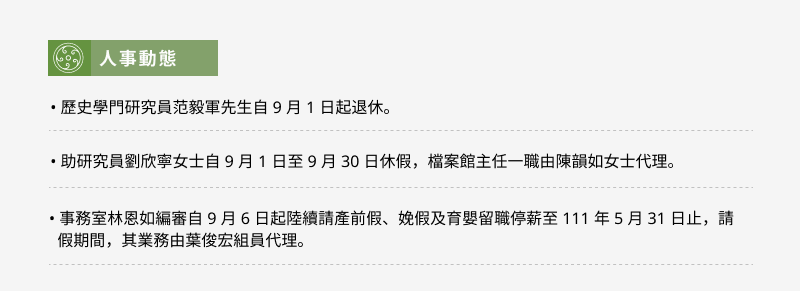 人事動態
• 歷史學門研究員范毅軍先生自 9 月 1 日起退休。
• 助研究員劉欣寧女士自 9 月 1 日至 9 月 30 日休假，檔案館主任一職由陳韻如女士代理。
• 事務室林恩如編審自 9 月 6 日起陸續請產前假、娩假及育嬰留職停薪至 111 年 5 月 31 日止，請
假期間，其業務由葉俊宏組員代理。